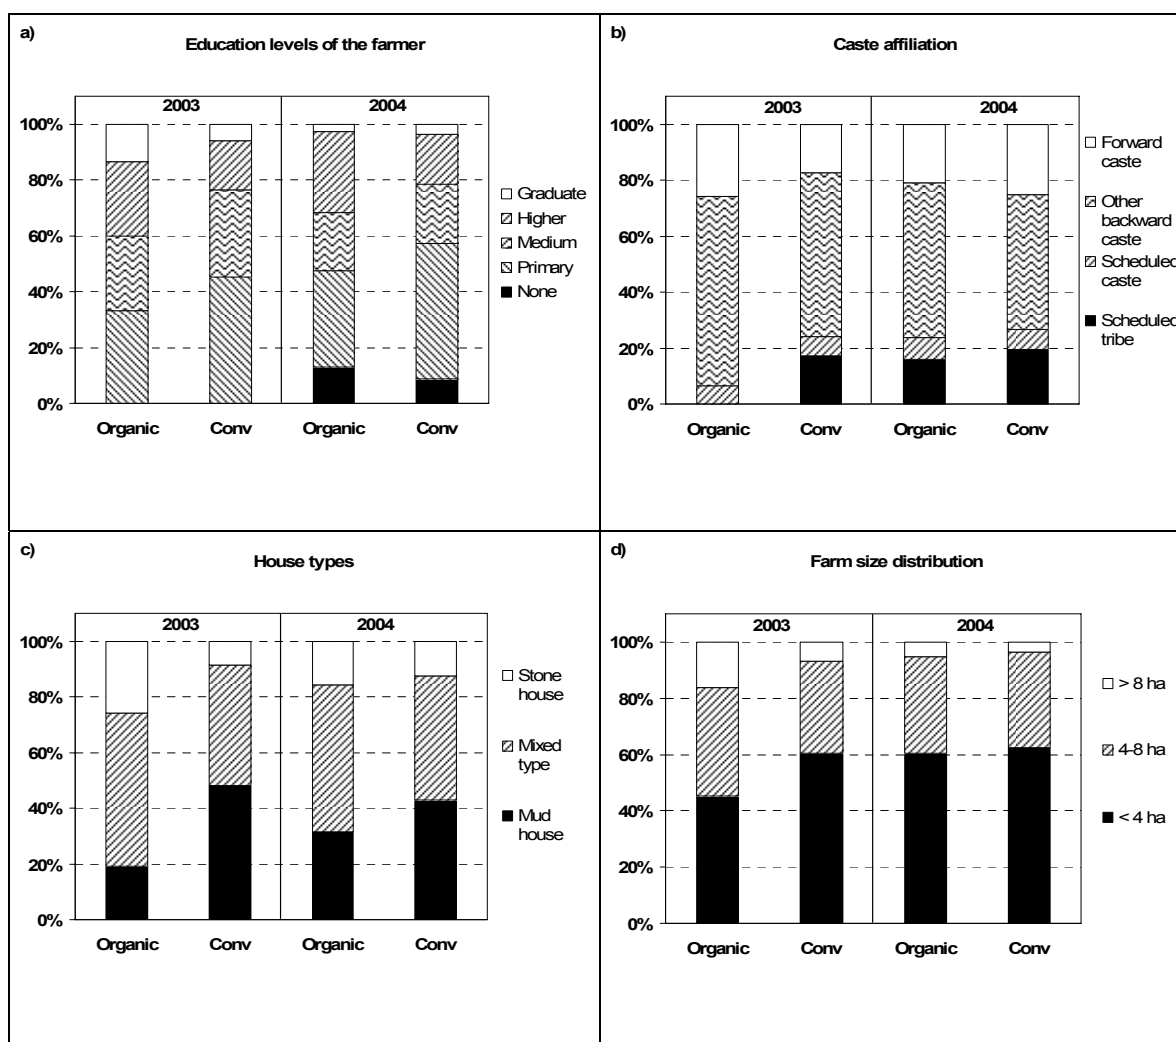 a)
Education levels of the farmer
2003 2004
100%
80%
60%
40%
20%
0%
Organic Conv Organic Conv
Graduate
Higher
Medium
Primary
None
b)
Caste affiliation
2003 2004
100%
80%
60%
40%
20%
0%
Organic Conv Organic Conv
Forward
caste
Other
backward
caste
Scheduled
caste
Scheduled
tribe
c)
House types
2003 2004
100%
80%
60%
40%
20%
0%
Organic Conv Organic Conv
Stone
house
Mixed
type
Mud
house
d)
Farm size distribution
2003 2004
100%
80%
60%
40%
20%
0%
Organic Conv Organic Conv
> 8 ha
4-8 ha
< 4 ha